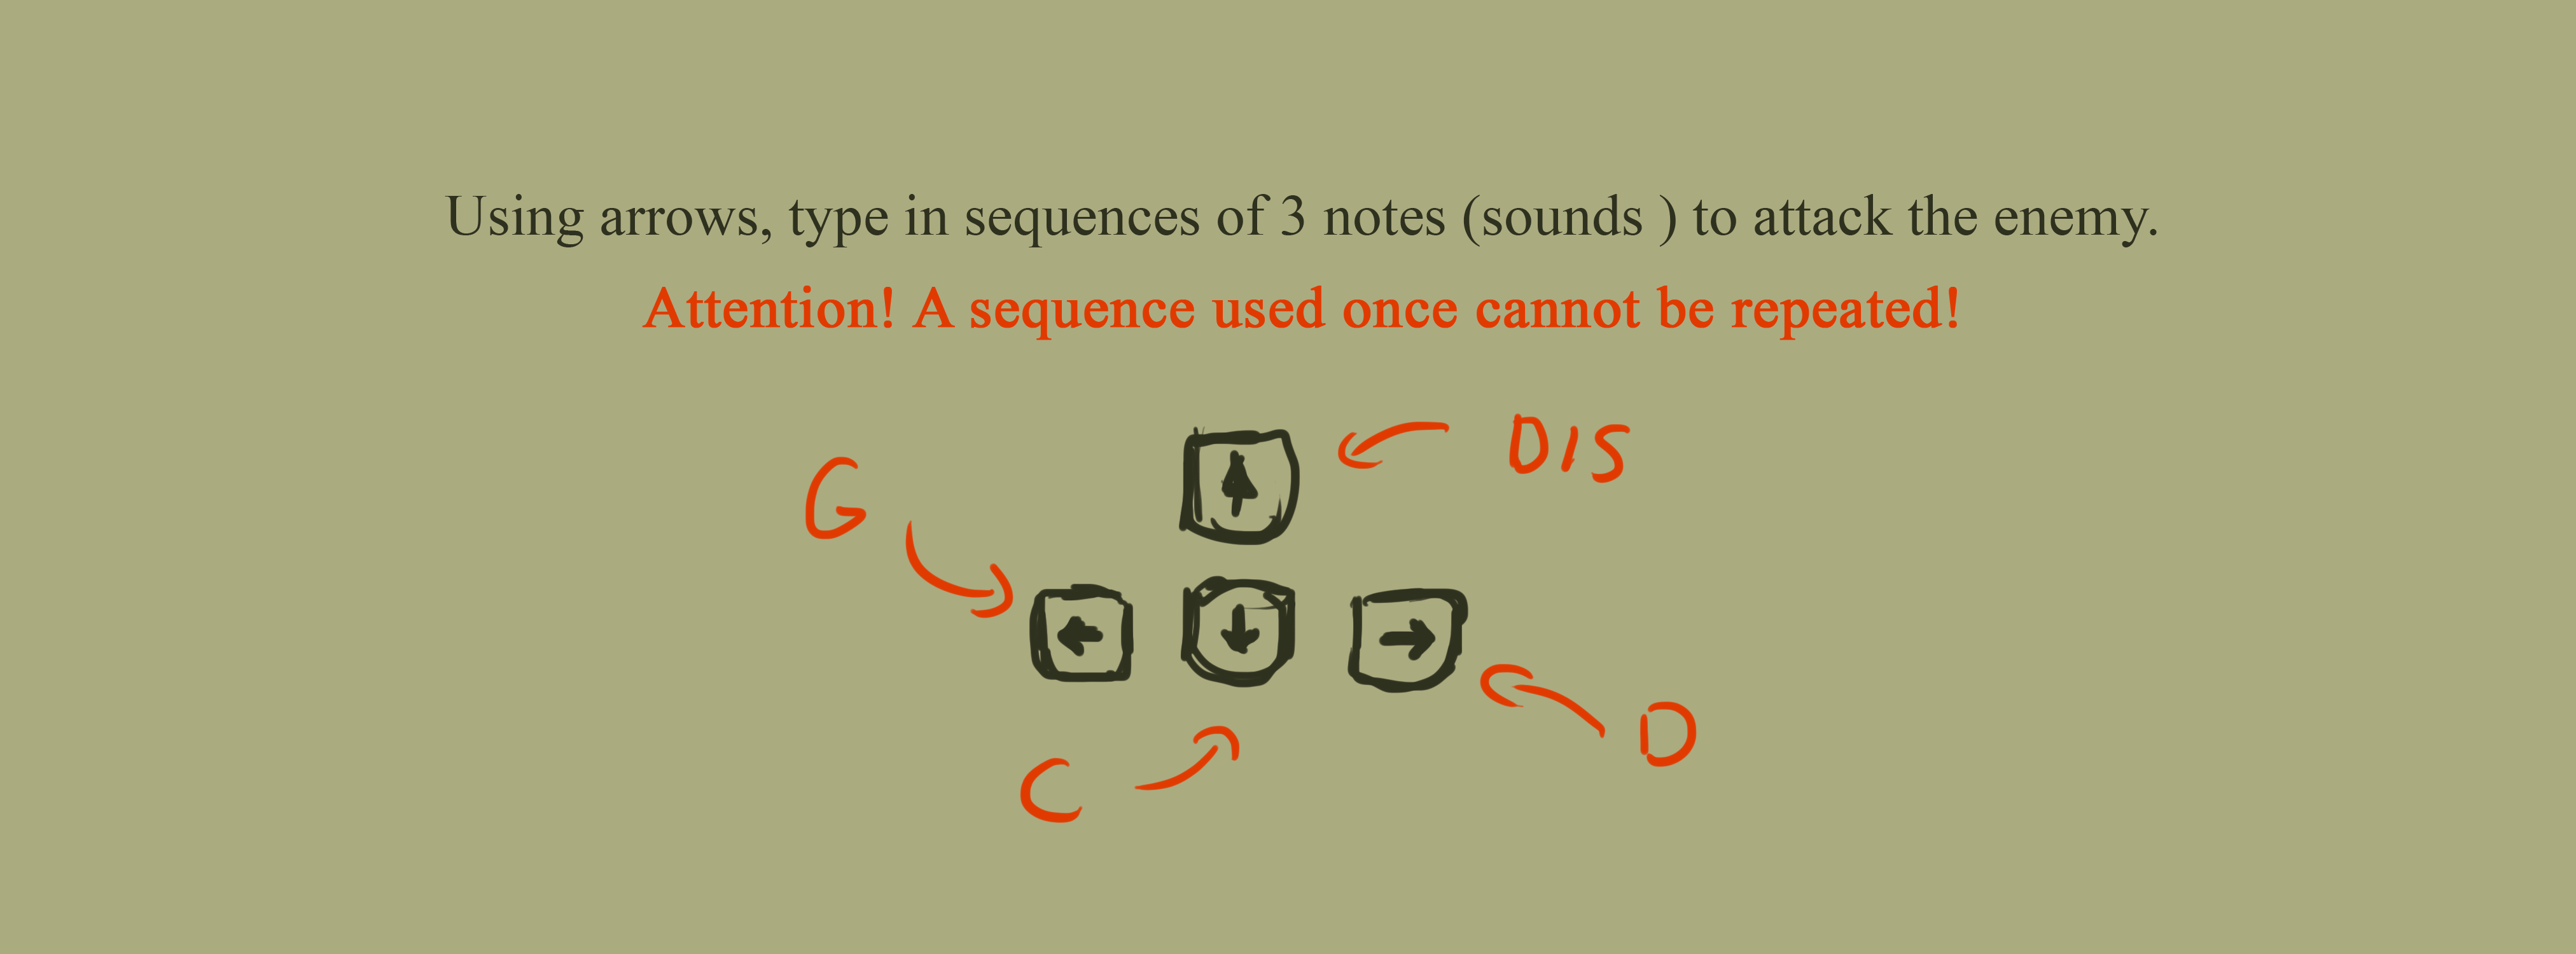 Using arrows, type in sequences of 3 notes (sounds ) to attack the enemy.
Attention! A sequence used once cannot be repeated!
DIS
G
D
C